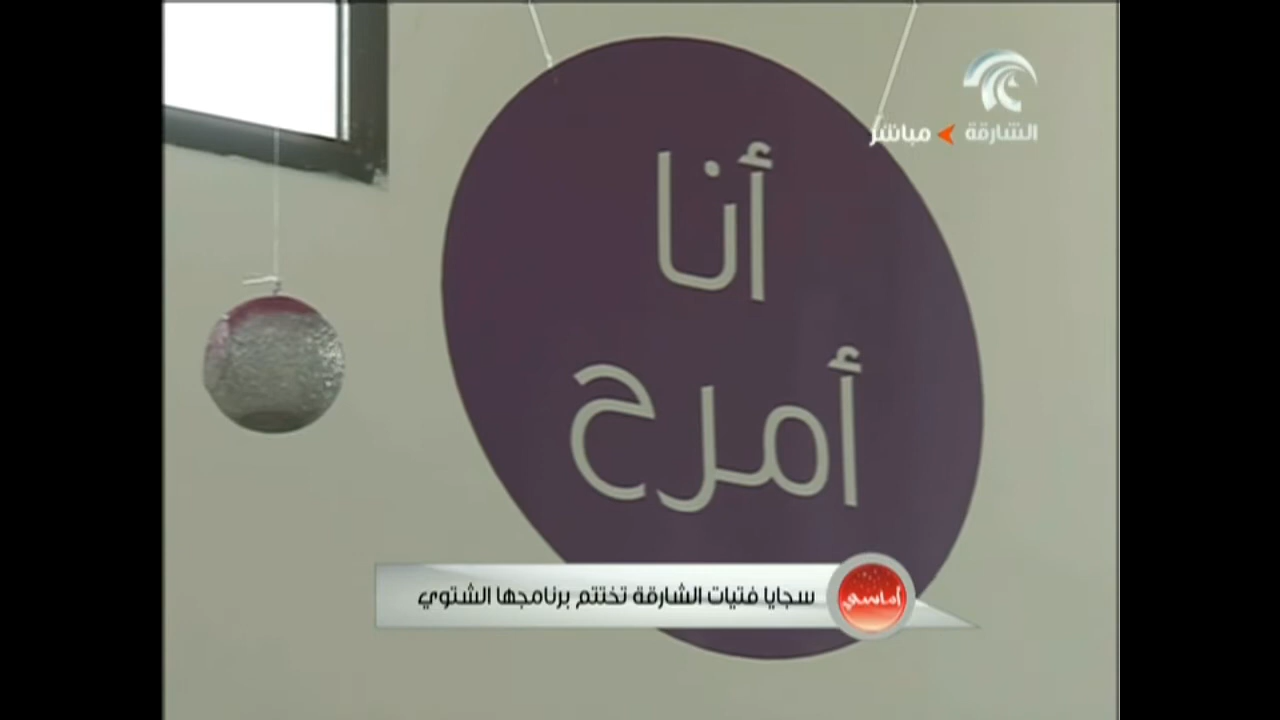 الشارقة
مباشر
أنا
أمرح
أماسي
سجايا فتيات الشارقة تختتم برنامجها الشتوي